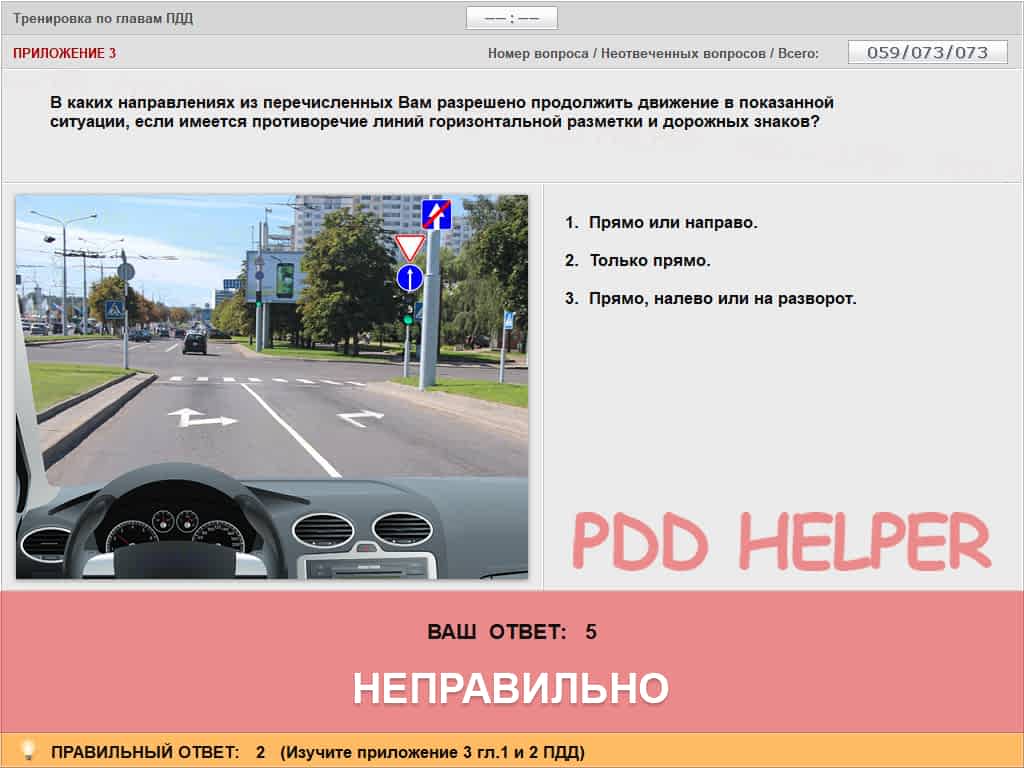 Тренировка по главам ПДД
−− : −−
ПРИЛОЖЕНИЕ 3
Номер вопроса / Неотвеченных вопросов / Всего:
059/073/073
В каких направлениях из перечисленных Вам разрешено продолжить движение в показанной
ситуации, если имеется противоречие линий горизонтальной разметки и дорожных знаков?
1. Прямо или направо.
2. Только прямо.
3. Прямо, налево или на разворот.
PDD HELPER
ВАШ ОТВЕТ: 5
НЕПРАВИЛЬНО
ПРАВИЛЬНЫЙ ОТВЕТ: 2 (Изучите приложение 3 гл.1 и 2 ПДД)